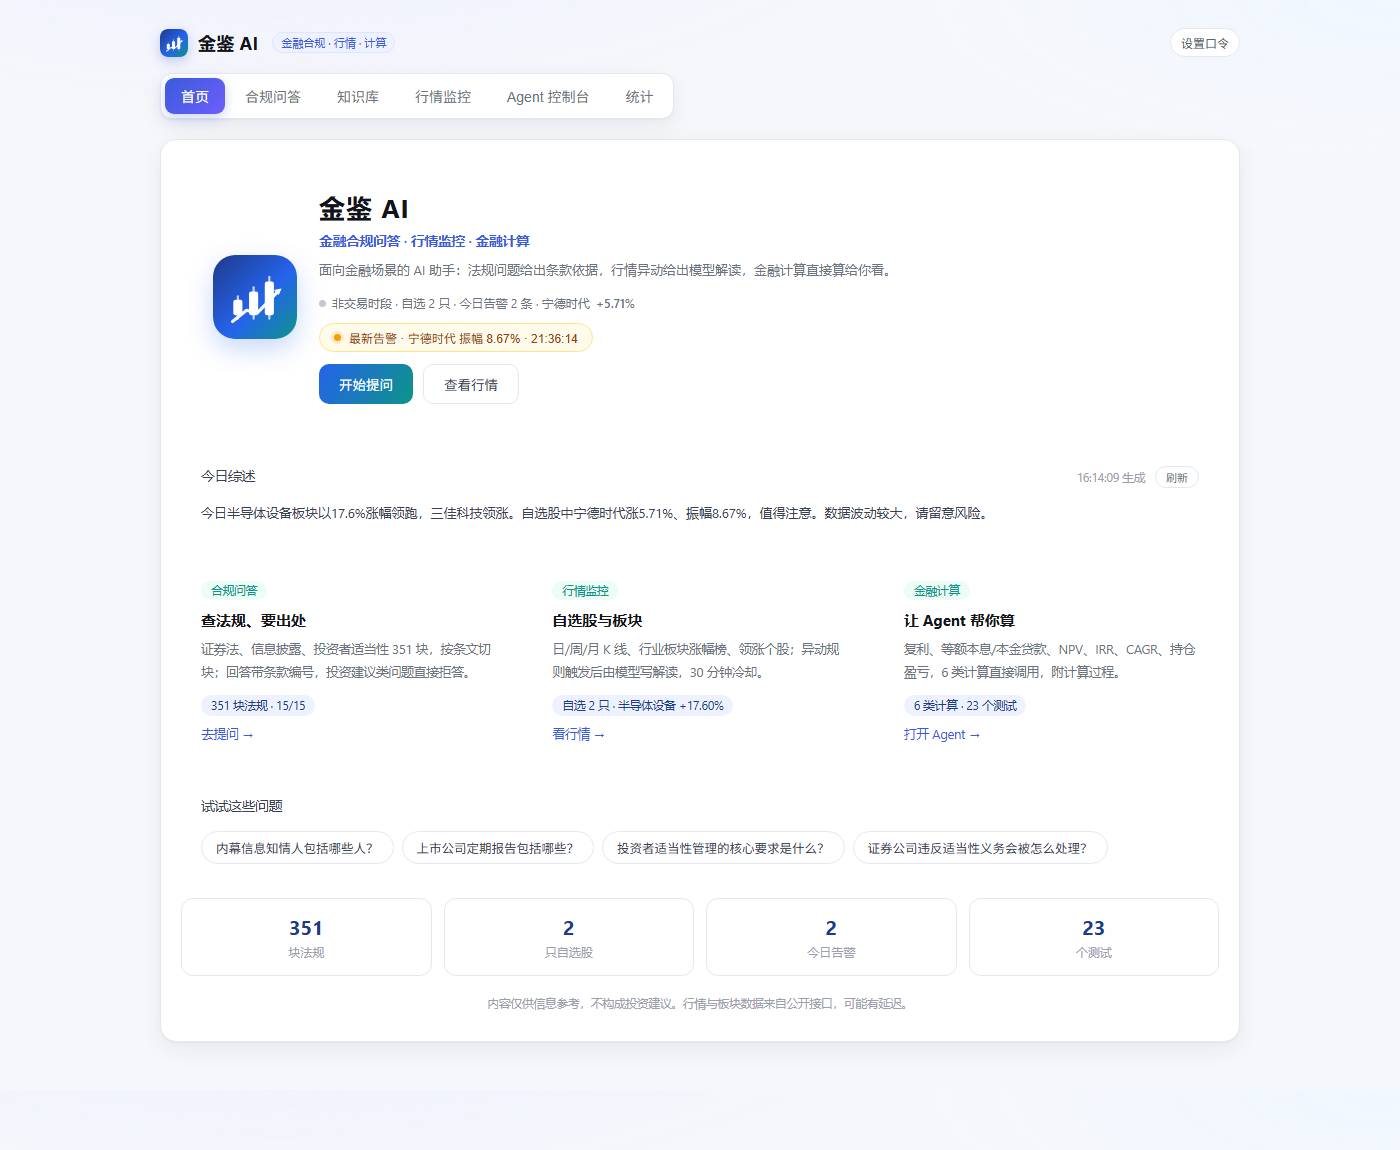 金鉴 AI
金融合规 · 行情 · 计算
设置口令
首页
合规问答
知识库
行情监控
Agent 控制台
统计
金鉴 AI
金融合规问答 · 行情监控 · 金融计算
面向金融场景的 AI 助手：法规问题给出条款依据，行情异动给出模型解读，金融计算直接算给你看。
非交易时段 · 自选 2 只 · 今日告警 2 条 · 宁德时代 +5.71%
最新告警 · 宁德时代 振幅 8.67% · 21:36:14
开始提问
查看行情
今日综述
16:14:09 生成
刷新
今日半导体设备板块以17.6%涨幅领跑，三佳科技领涨。自选股中宁德时代涨5.71%、振幅8.67%，值得注意。数据波动较大，请留意风险。
合规问答
查法规、要出处
证券法、信息披露、投资者适当性 351 块，按条文切
块；回答带条款编号，投资建议类问题直接拒答。
351 块法规 · 15/15
去提问 →
行情监控
自选股与板块
日/周/月 K 线、行业板块涨幅榜、领涨个股；异动规
则触发后由模型写解读，30 分钟冷却。
自选 2 只 · 半导体设备 +17.60%
看行情 →
金融计算
让 Agent 帮你算
复利、等额本息/本金贷款、NPV、IRR、CAGR、持仓
盈亏，6 类计算直接调用，附计算过程。
6 类计算 · 23 个测试
打开 Agent →
试试这些问题
内幕信息知情人包括哪些人？
上市公司定期报告包括哪些？
投资者适当性管理的核心要求是什么？
证券公司违反适当性义务会被怎么处理？
351
块法规
2
只自选股
2
今日告警
23
个测试
内容仅供信息参考，不构成投资建议。行情与板块数据来自公开接口，可能有延迟。